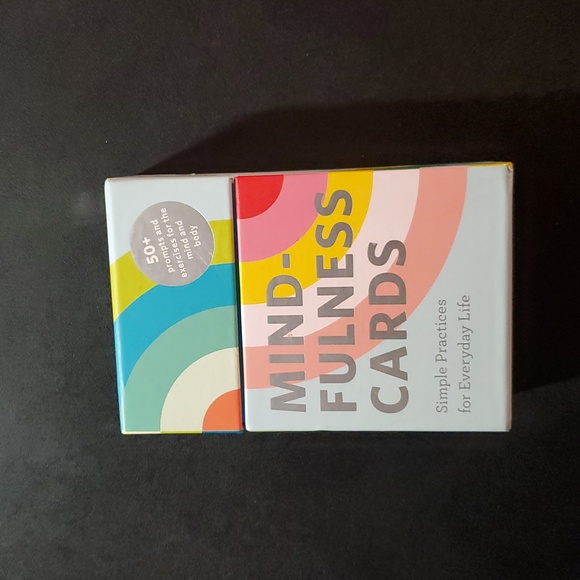 50+
prompts and
exercises for the
mind and
body
MIND-
FULNESS
CARDS
Simple Practices
for Everyday Life